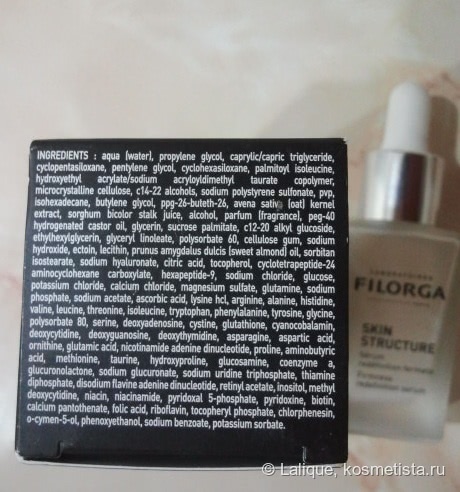 INGREDIENTS : aqua (water), propylene glycol, caprylic/capric triglyceride,
cyclopentasiloxane, pentylene glycol, cyclohexasiloxane, palmitoyl isoleucine,
hydroxyethyl acrylate/sodium acryloyldimethyl taurate copolymer,
microcrystalline cellulose, c14-22 alcohols, sodium polystyrene sulfonate, pvp,
isohexadecane, butylene glycol, ppg-26-buteth-26, avena sativa (oat) kernel
extract, sorghum bicolor stalk juice, alcohol, parfum (fragrance), peg-40
hydrogenated castor oil, glycerin, sucrose palmitate, c12-20 alkyl glucoside,
ethylhexylglycerin, glyceryl linoleate, polysorbate 60, cellulose gum, sodium
hydroxide, ectoin, lecithin, prunus amygdalus dulcis (sweet almond) oil, sorbitan
isostearate, sodium hyaluronate, citric acid, tocopherol, cyclotetrapeptide-24
aminocyclohexane carboxylate, hexapeptide-9, sodium chloride, glucose,
potassium chloride, calcium chloride, magnesium sulfate, glutamine, sodium
phosphate, sodium acetate, ascorbic acid, lysine hcl, arginine, alanine, histidine,
valine, leucine, threonine, isoleucine, tryptophan, phenylalanine, tyrosine, glycine,
polysorbate 80, serine, deoxyadenosine, cystine, glutathione, cyanocobalamin,
deoxycytidine, deoxyguanosine, deoxythymidine, asparagine, aspartic acid,
ornithine, glutamic acid, nicotinamide adenine dinucleotide, proline, aminobutyric
acid, methionine, taurine, hydroxyproline, glucosamine, coenzyme a,
glucuronolactone, sodium glucuronate, sodium uridine triphosphate, thiamine
diphosphate, disodium flavine adenine dinucleotide, retinyl acetate, inositol, methyl
deoxycytidine, niacin, niacinamide, pyridoxal 5-phosphate, pyridoxine, biotin,
calcium pantothenate, folic acid, riboflavin, tocopheryl phosphate, chlorphenesin,
o-cymen-5-ol, phenoxyethanol, sodium benzoate, potassium sorbate.
LABORATOIRES
FILORGA
SKIN
STRUCTURE
© Lalique, kosmetista.ru